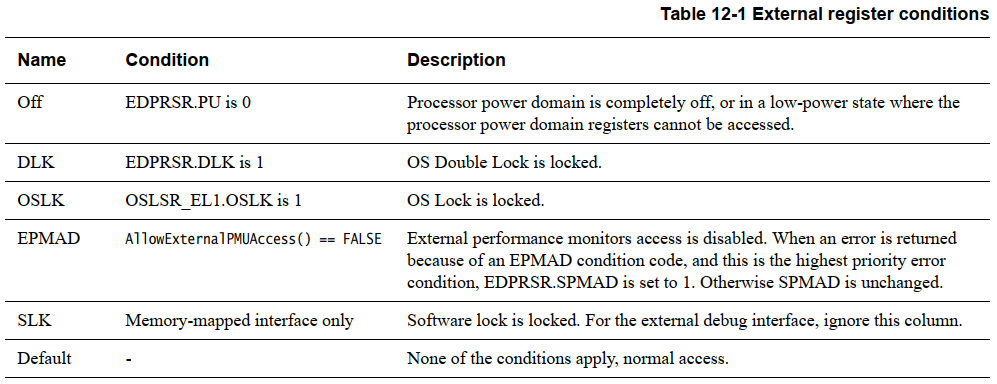 Table 12-1 External register conditions
Name Condition Description
Off EDPRSR.PU is 0 Processor power domain is completely off, or in a low-power state where the
processor power domain registers cannot be accessed.
DLK EDPRSR.DLK is 1 OS Double Lock is locked.
OSLK OSLSR_EL1.OSLK is 1 OS Lock is locked.
EPMAD AllowExternalPMUAccess() == FALSE External performance monitors access is disabled. When an error is returned
because of an EPMAD condition code, and this is the highest priority error
condition, EDPRSR.SPMAD is set to 1. Otherwise SPMAD is unchanged.
SLK Memory-mapped interface only Software lock is locked. For the external debug interface, ignore this column.
Default - None of the conditions apply, normal access.